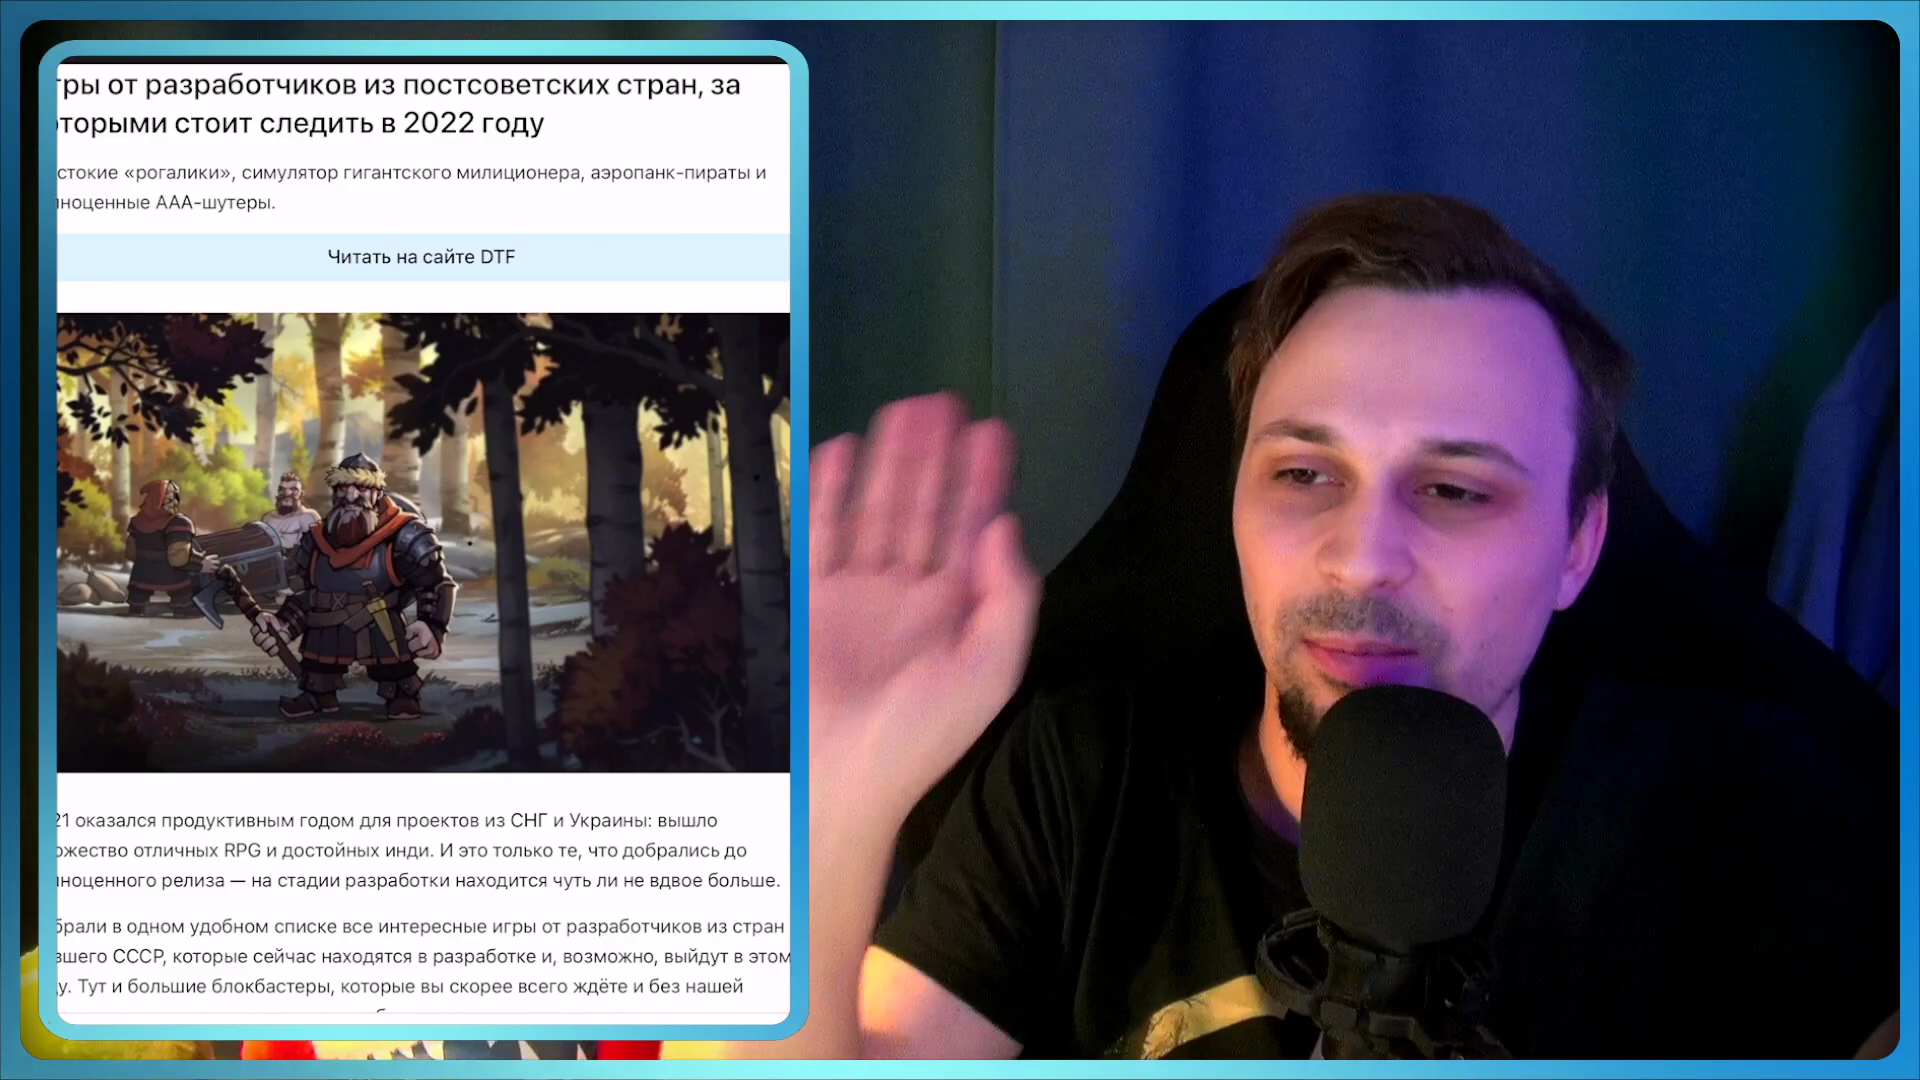 гры от разработчиков из постсоветских стран, за
оторыми стоит следить в 2022 году
стокие «рогалики», симулятор гигантского милиционера, аэропанк-пираты и
лноценные ААА-шутеры.
Читать на сайте DTF
21 оказался продуктивным годом для проектов из СНГ и Украины: вышло
ожество отличных RPG и достойных инди. И это только те, что добрались до
лноценного релиза — на стадии разработки находится чуть ли не вдвое больше.
брали в одном удобном списке все интересные игры от разработчиков из стран
вшего СССР, которые сейчас находятся в разработке и, возможно, выйдут в этом
у. Тут и большие блокбастеры, которые вы скорее всего ждёте и без нашей